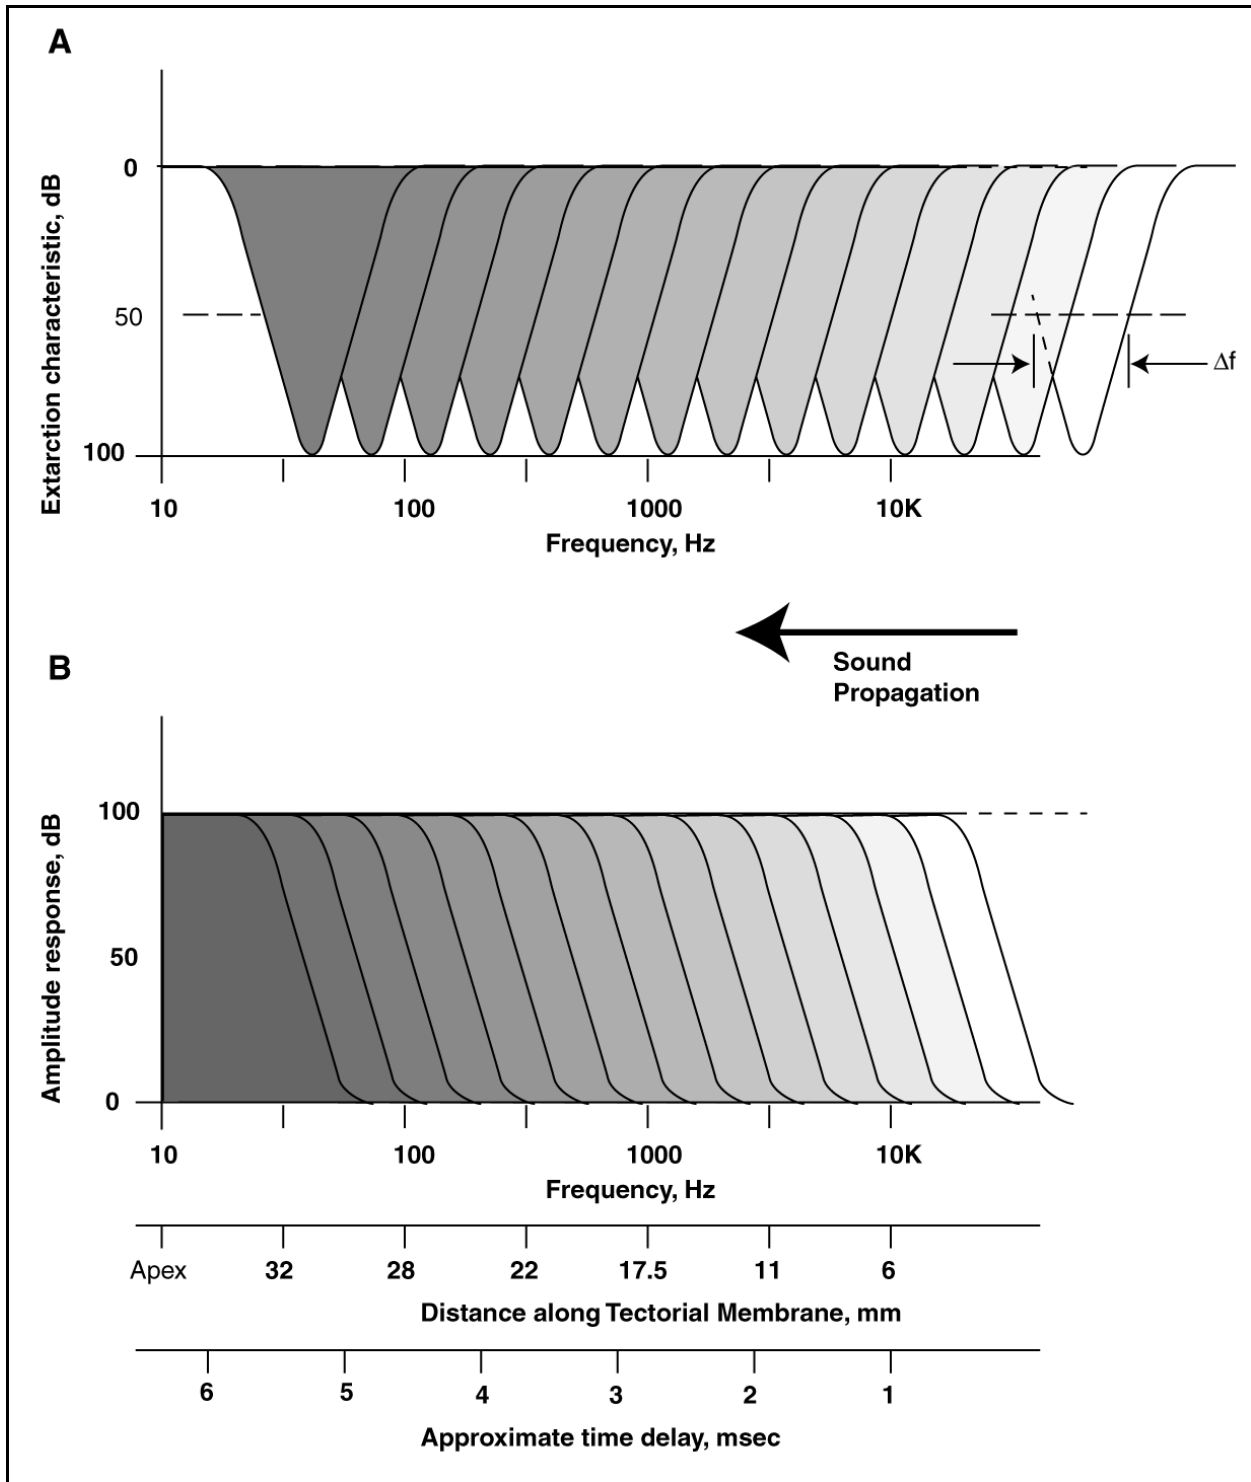 A
0
50
100
Extarction characteristic, dB
Δf
10 100 1000 10K
Frequency, Hz
Sound
Propagation
B
100
50
0
Amplitude response, dB
10 100 1000 10K
Frequency, Hz
Apex 32 28 22 17.5 11 6
Distance along Tectorial Membrane, mm
6 5 4 3 2 1
Approximate time delay, msec